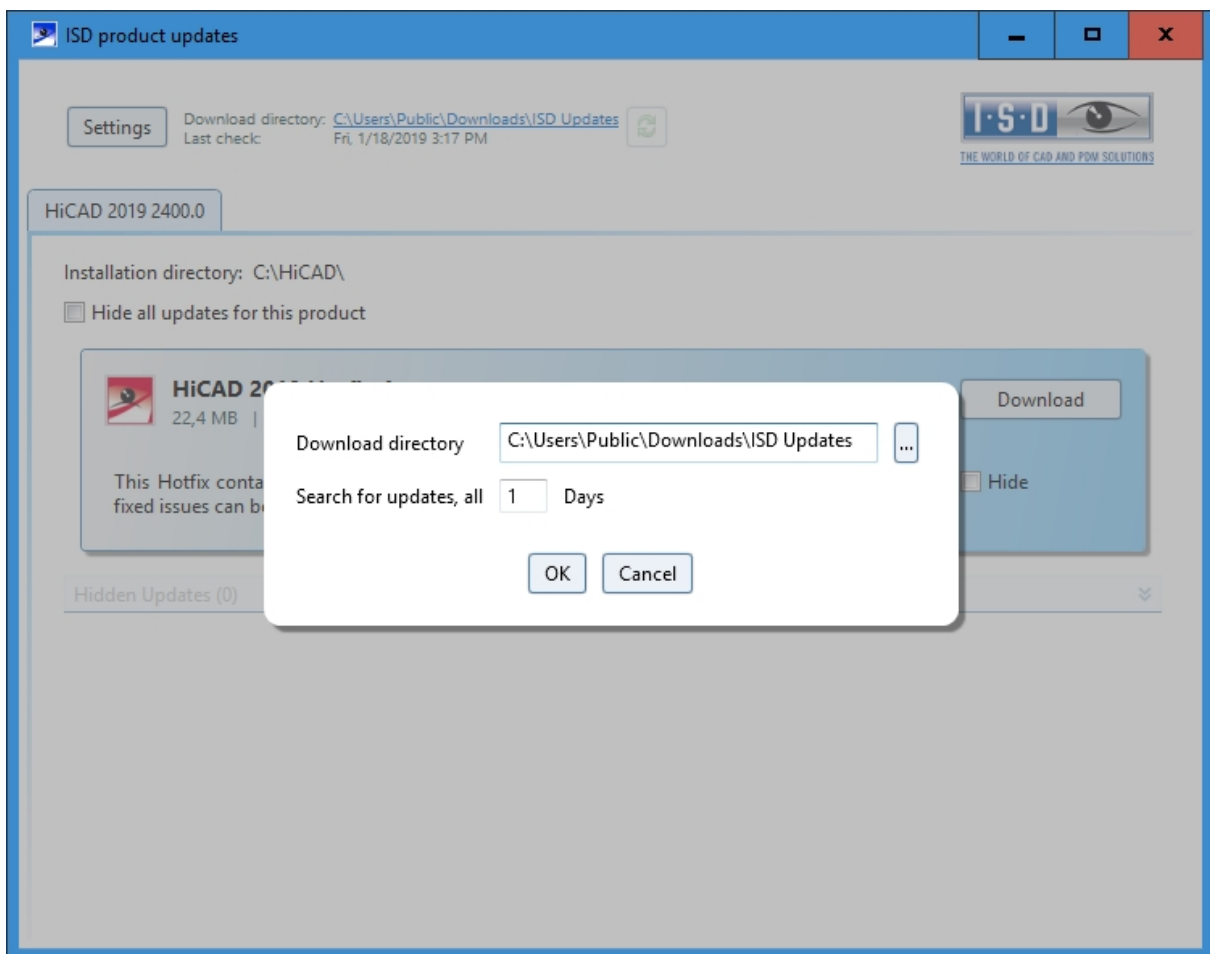 ISD product updates
Settings
Download directory: C:\Users\Public\Downloads\ISD Updates
Last check: Fri, 1/18/2019 3:17 PM
I·S·D
THE WORLD OF CAD AND PDM SOLUTIONS
HiCAD 2019 2400.0
Installation directory: C:\HiCAD\
Hide all updates for this product
HiCAD
22,4 MB |
Download
This Hotfix
fixed issues can
Hide
Download directory C:\Users\Public\Downloads\ISD Updates ...
Search for updates, all 1 Days
OK Cancel
Hidden Updates (0)